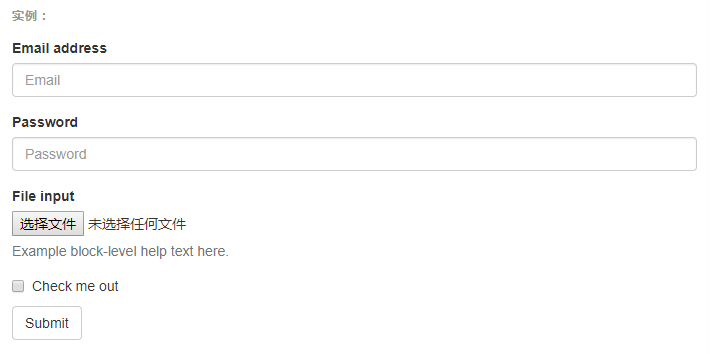 实例：
Email address
Email
Password
Password
File input
选择文件 未选择任何文件
Example block-level help text here.
Check me out
Submit